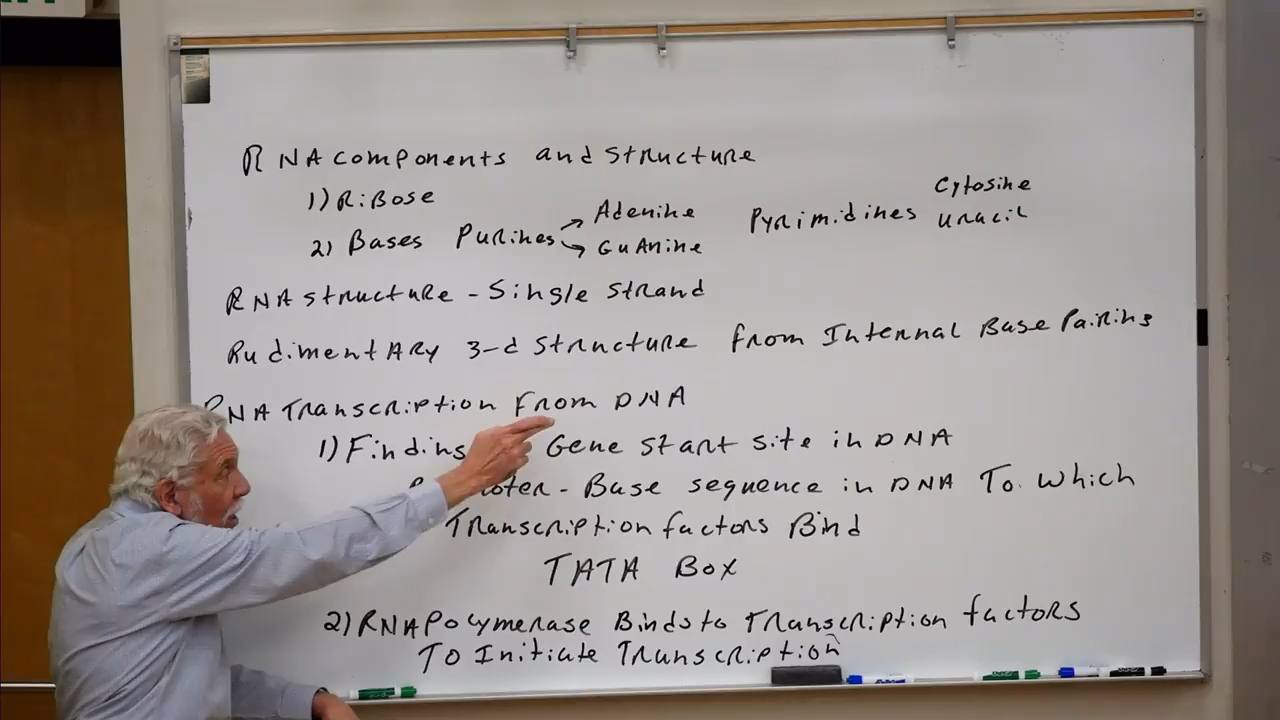 RNA components and structure
1) Ribose
2) Bases Purines Adenine Guanine Pyrimidines Cytosine Uracil
RNA structure - Single Strand
Rudimentary 3-d structure from Internal Base Pairing
RNA Transcription From DNA
1) Finding Gene start site in DNA
- Base sequence in DNA To which
Transcription factors Bind
TATA Box
2) RNA Polymerase Binds to Transcription factors
To Initiate Transcription